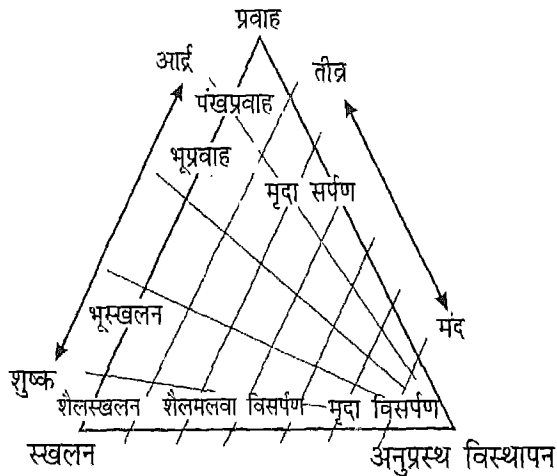 प्रवाह
आर्द्र
तीव्र
पंखप्रवाह
भूप्रवाह
मृदा सर्पण
भूस्खलन
मंद
शुष्क
शैलस्खलन शैलमलवा विसर्पण मृदा विसर्पण
स्खलन अनुप्रस्थ विस्थापन